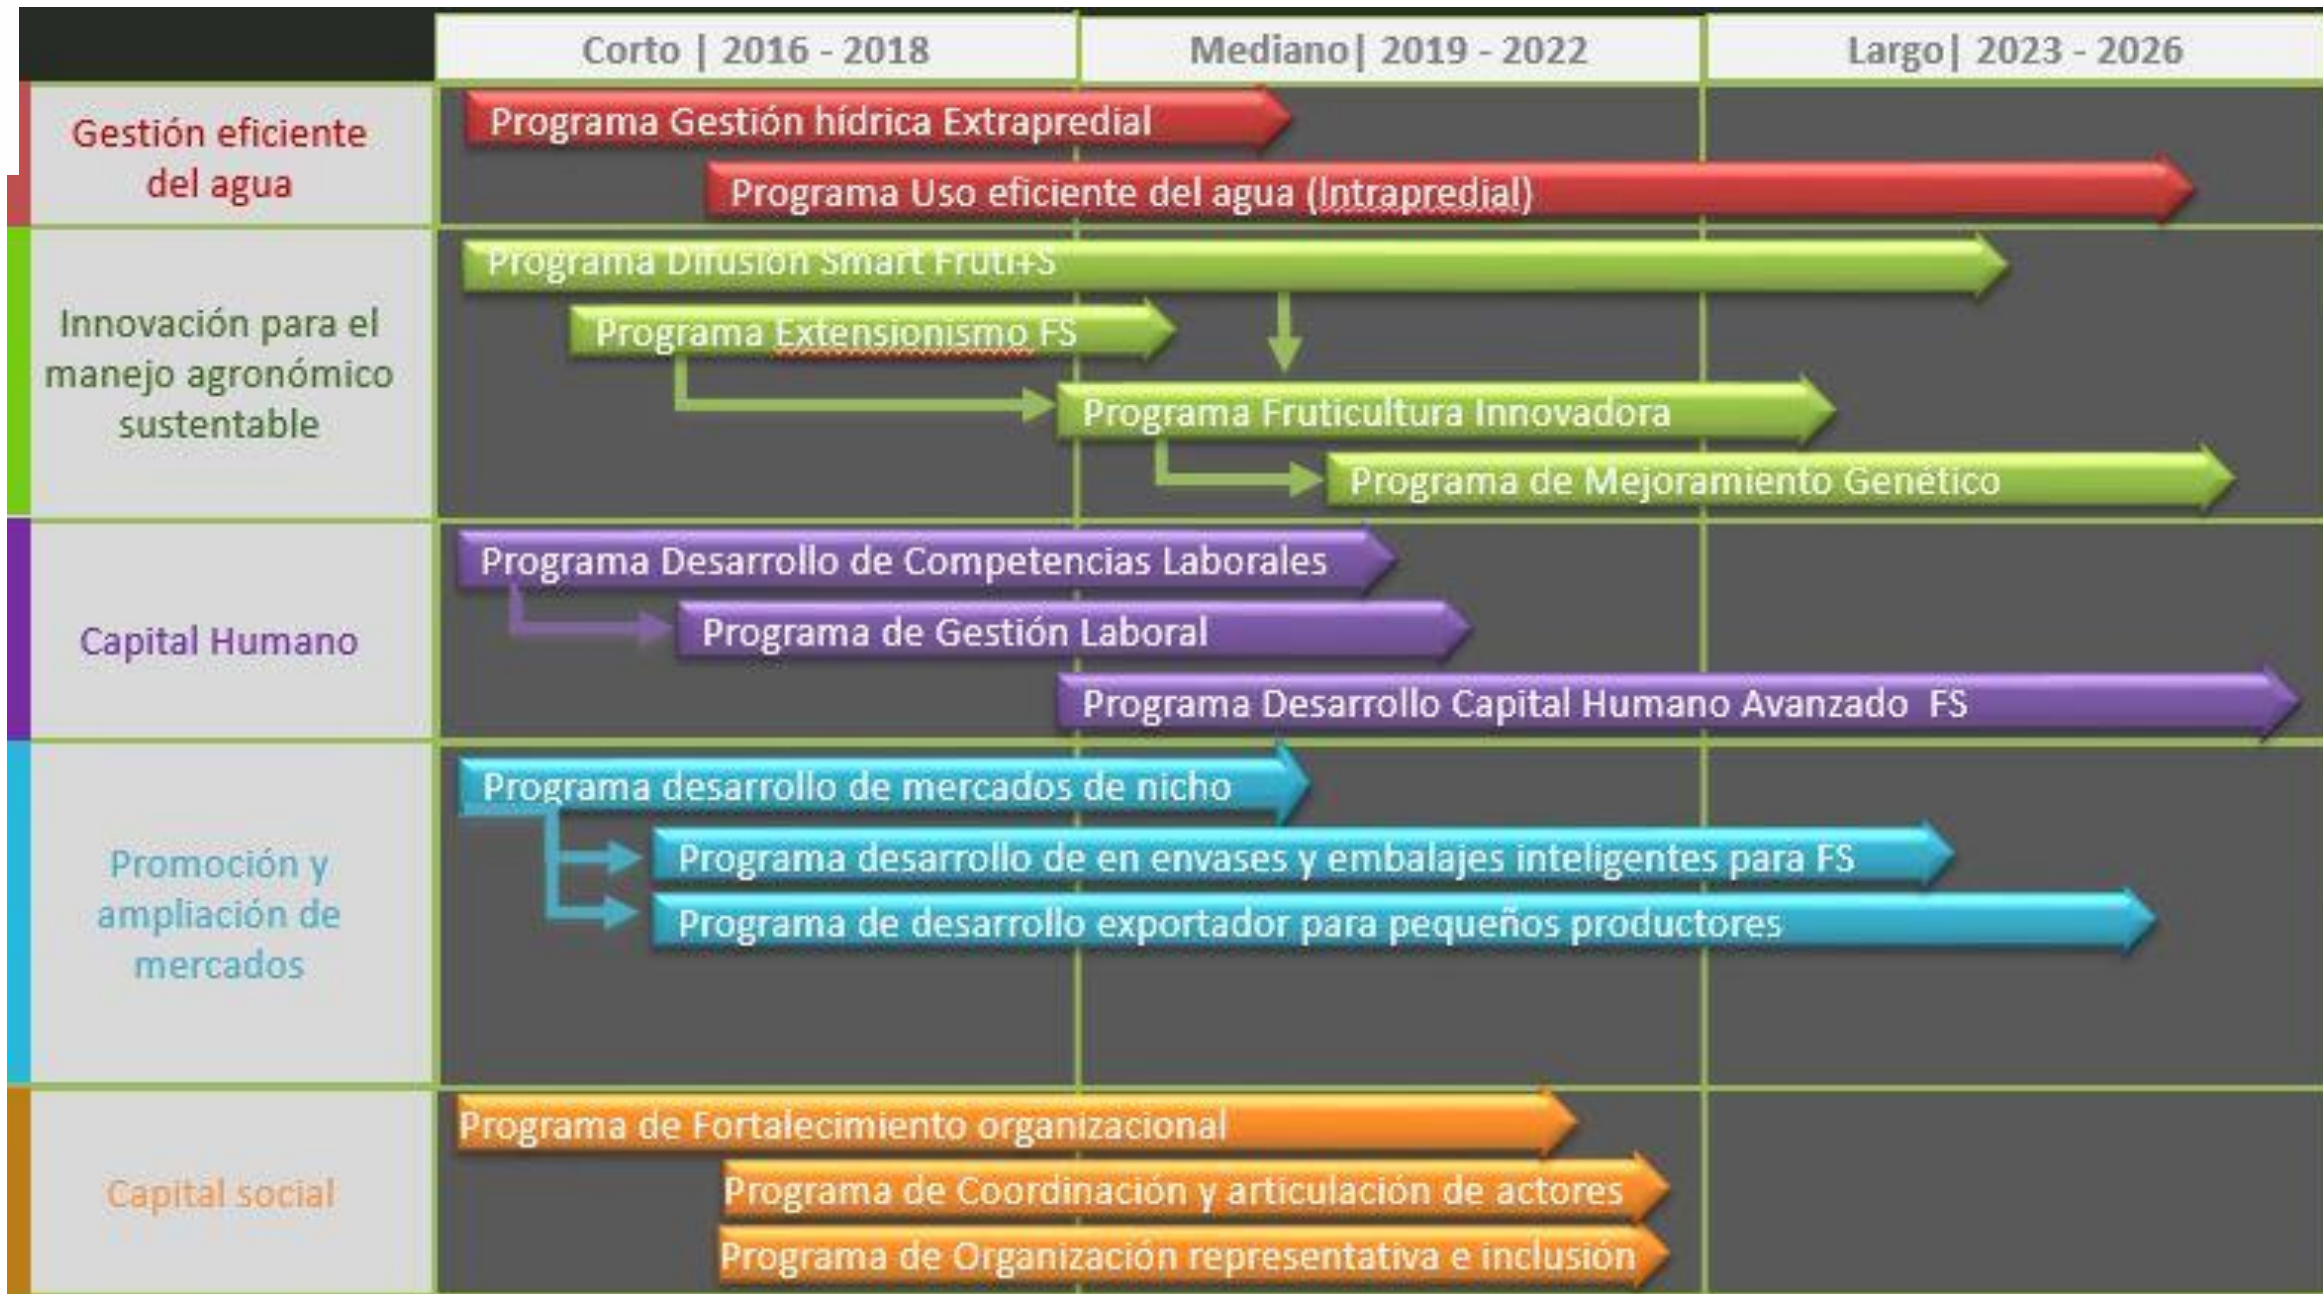 Corto | 2016 - 2018
Mediano| 2019 - 2022
Largo| 2023 - 2026
Gestión eficiente
del agua
Programa Gestión hídrica Extrapredial
Programa Uso eficiente del agua (Intrapredial)
Innovación para el
manejo agronómico
sustentable
Programa Difusión Smart Fruti+S
Programa Extensionismo FS
Programa Fruticultura Innovadora
Programa de Mejoramiento Genético
Capital Humano
Programa Desarrollo de Competencias Laborales
Programa de Gestión Laboral
Programa Desarrollo Capital Humano Avanzado  FS
Promoción y
ampliación de
mercados
Programa desarrollo de mercados de nicho
Programa desarrollo de en envases y embalajes inteligentes para FS
Programa de desarrollo exportador para pequeños productores
Capital social
Programa de Fortalecimiento organizacional
Programa de Coordinación y articulación de actores
Programa de Organización representativa e inclusión